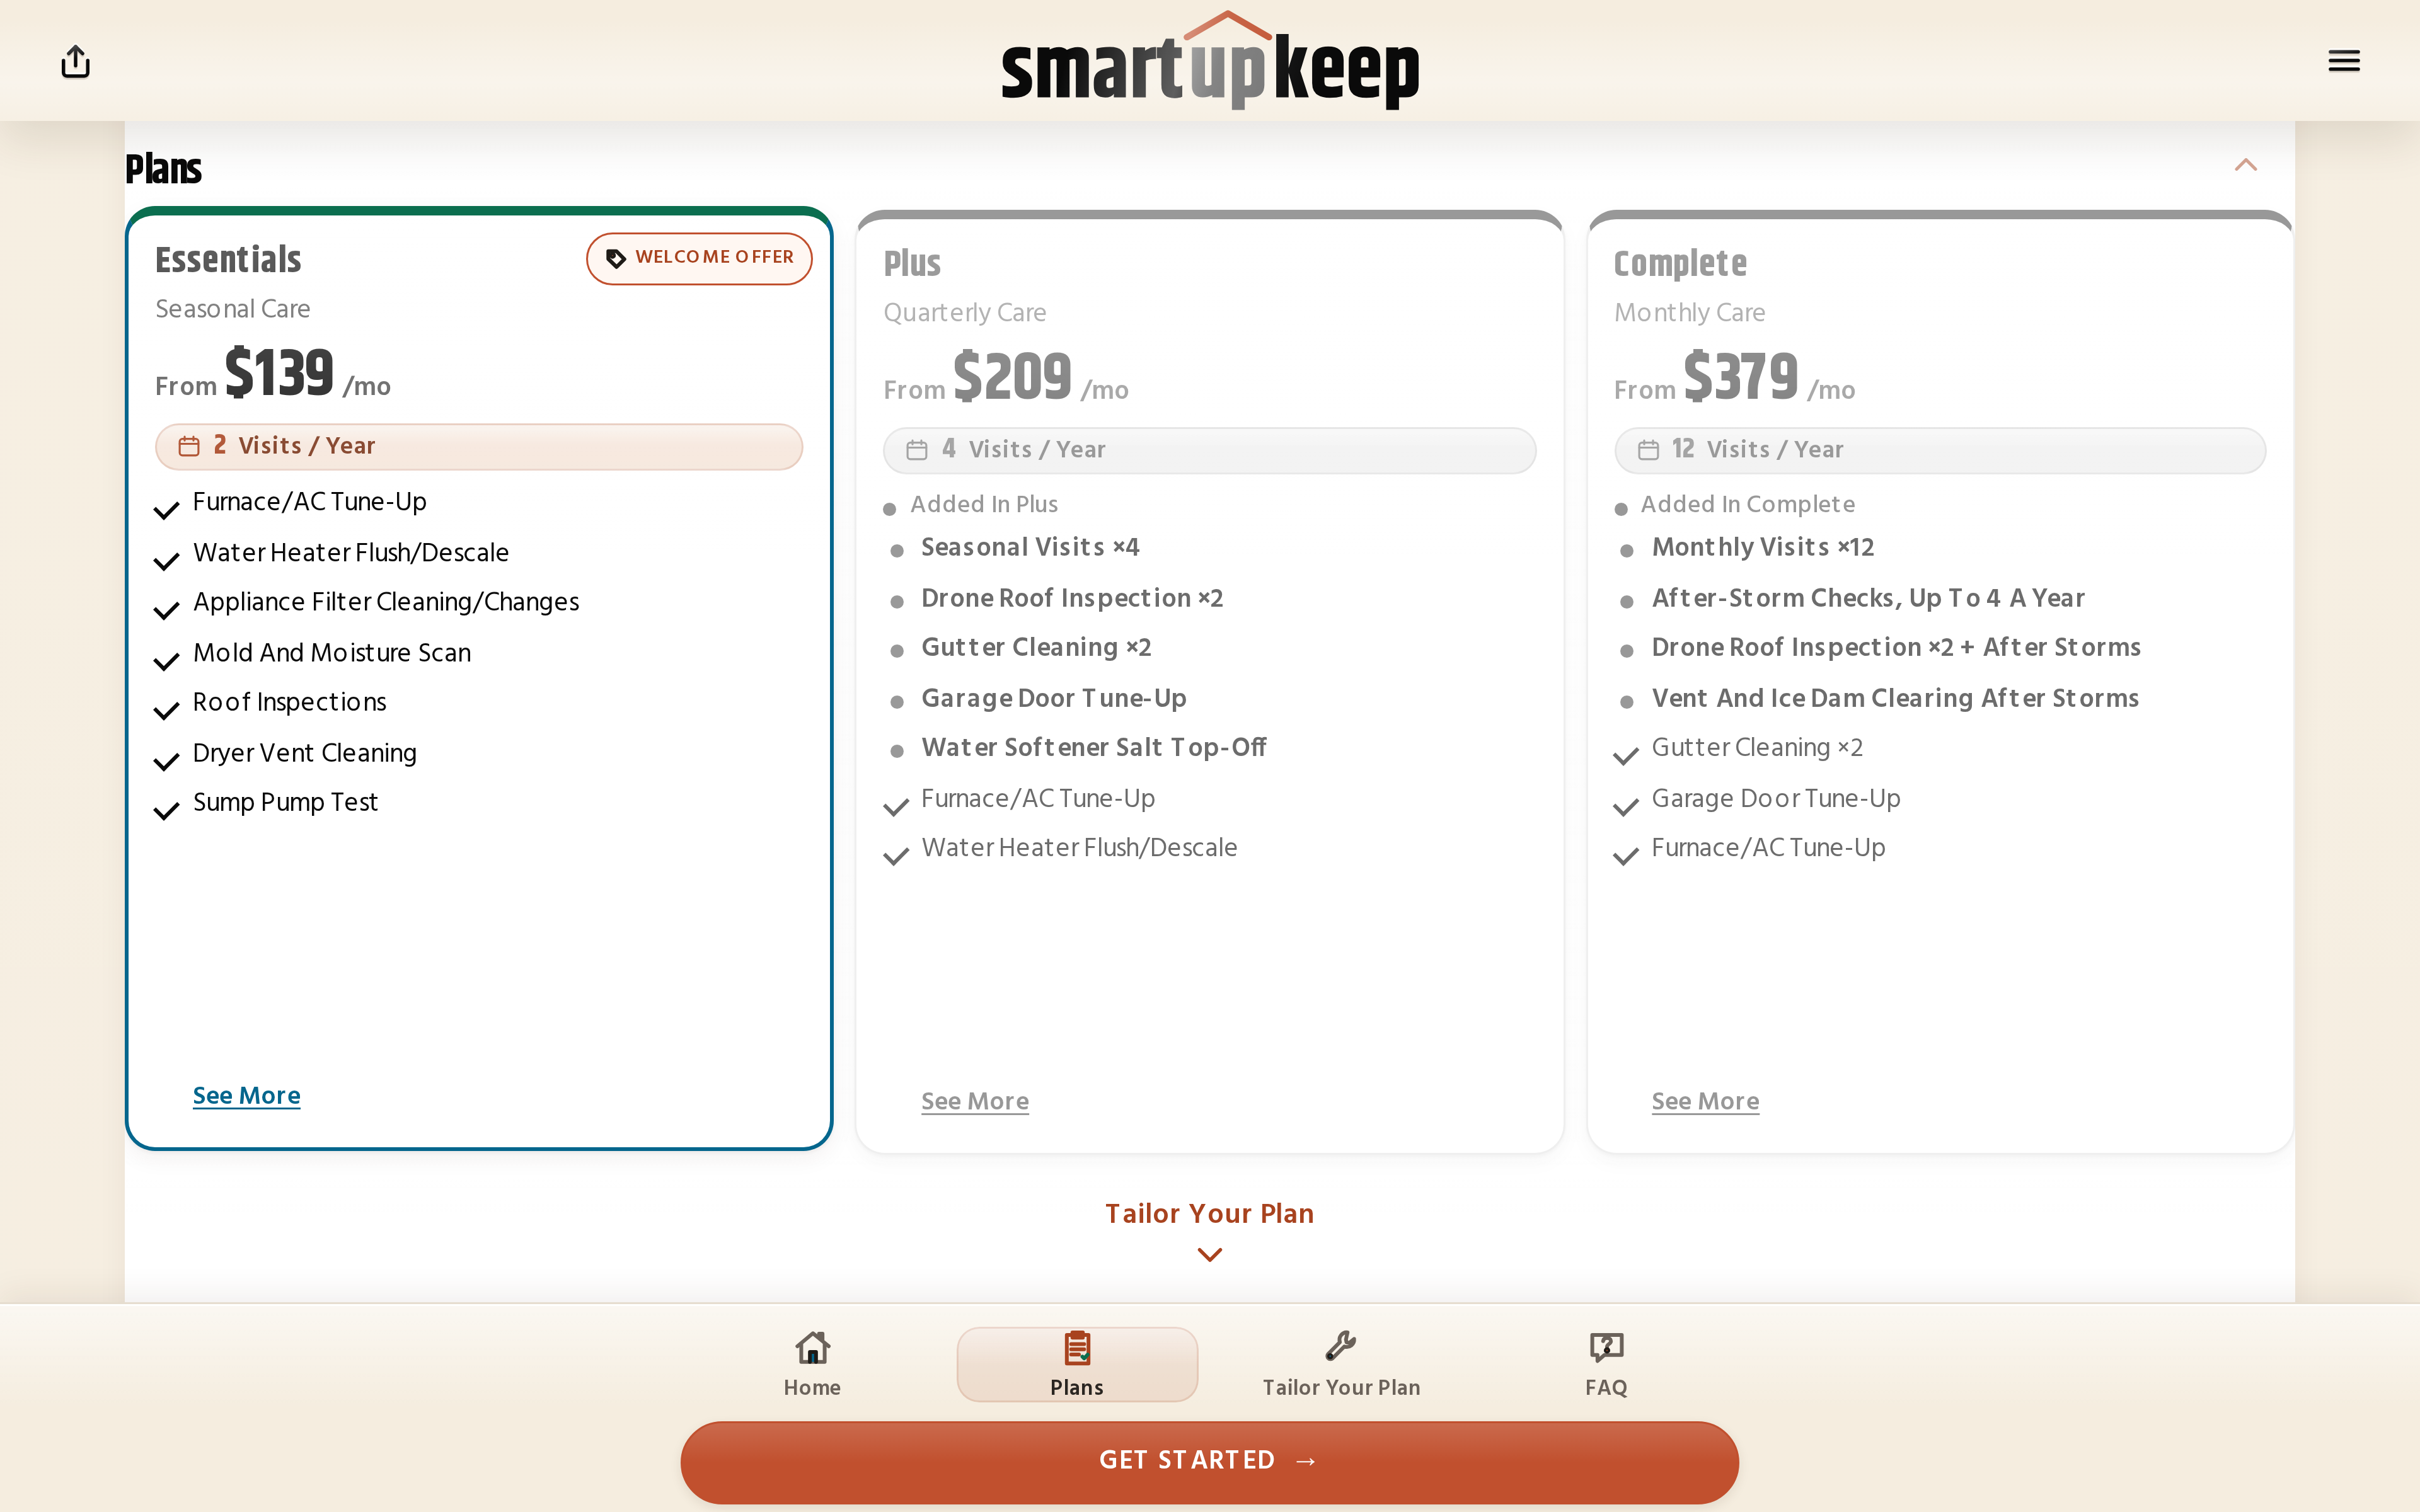 smartupkeep
Plans
Essentials
WELCOME OFFER
Seasonal Care
From $139 /mo
2 Visits / Year
Furnace/AC Tune-Up
Water Heater Flush/Descale
Appliance Filter Cleaning/Changes
Mold And Moisture Scan
Roof Inspections
Dryer Vent Cleaning
Sump Pump Test
See More
Plus
Quarterly Care
From $209 /mo
4 Visits / Year
Added In Plus
Seasonal Visits ×4
Drone Roof Inspection ×2
Gutter Cleaning ×2
Garage Door Tune-Up
Water Softener Salt Top-Off
Furnace/AC Tune-Up
Water Heater Flush/Descale
See More
Complete
Monthly Care
From $379 /mo
12 Visits / Year
Added In Complete
Monthly Visits ×12
After-Storm Checks, Up To 4 A Year
Drone Roof Inspection ×2 + After Storms
Vent And Ice Dam Clearing After Storms
Gutter Cleaning ×2
Garage Door Tune-Up
Furnace/AC Tune-Up
See More
Tailor Your Plan
Home
Plans
Tailor Your Plan
FAQ
GET STARTED →